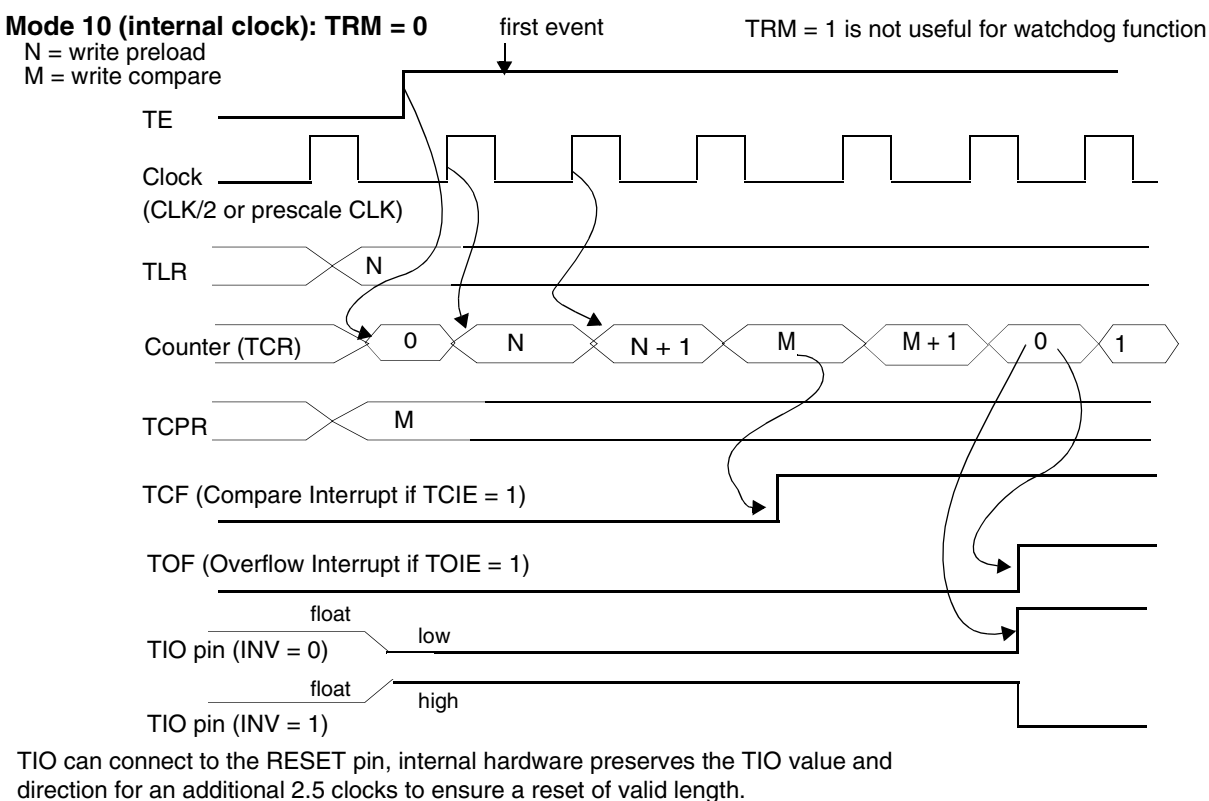 Mode 10 (internal clock): TRM = 0
first event
TRM = 1 is not useful for watchdog function
N = write preload
M = write compare
TE
Clock
(CLK/2 or prescale CLK)
TLR
N
Counter (TCR)
0
N
N + 1
M
M + 1
0
1
TCPR
M
TCF (Compare Interrupt if TCIE = 1)
TOF (Overflow Interrupt if TOIE = 1)
float
TIO pin (INV = 0)
low
float
TIO pin (INV = 1)
high
TIO can connect to the RESET pin, internal hardware preserves the TIO value and
direction for an additional 2.5 clocks to ensure a reset of valid length.